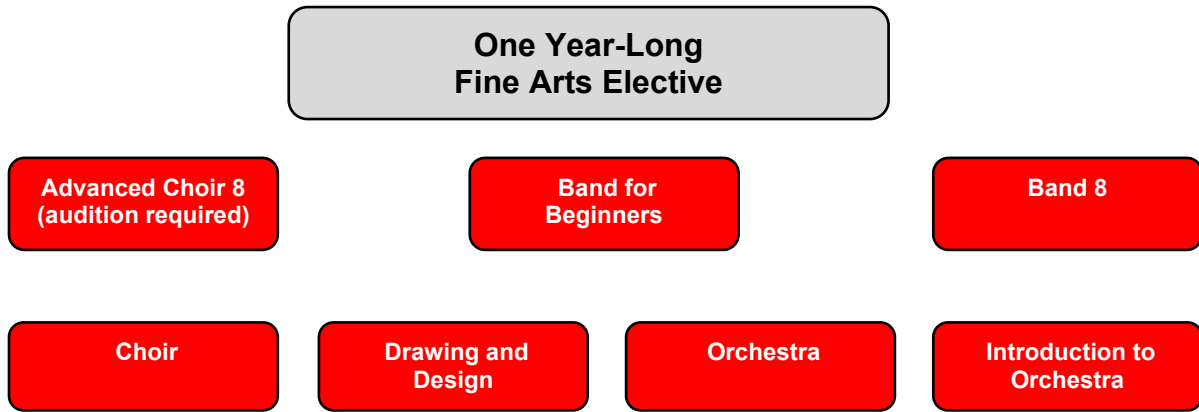 One Year-Long
Fine Arts Elective
Advanced Choir 8
(audition required)
Band for
Beginners
Band 8
Choir
Drawing and
Design
Orchestra
Introduction to
Orchestra